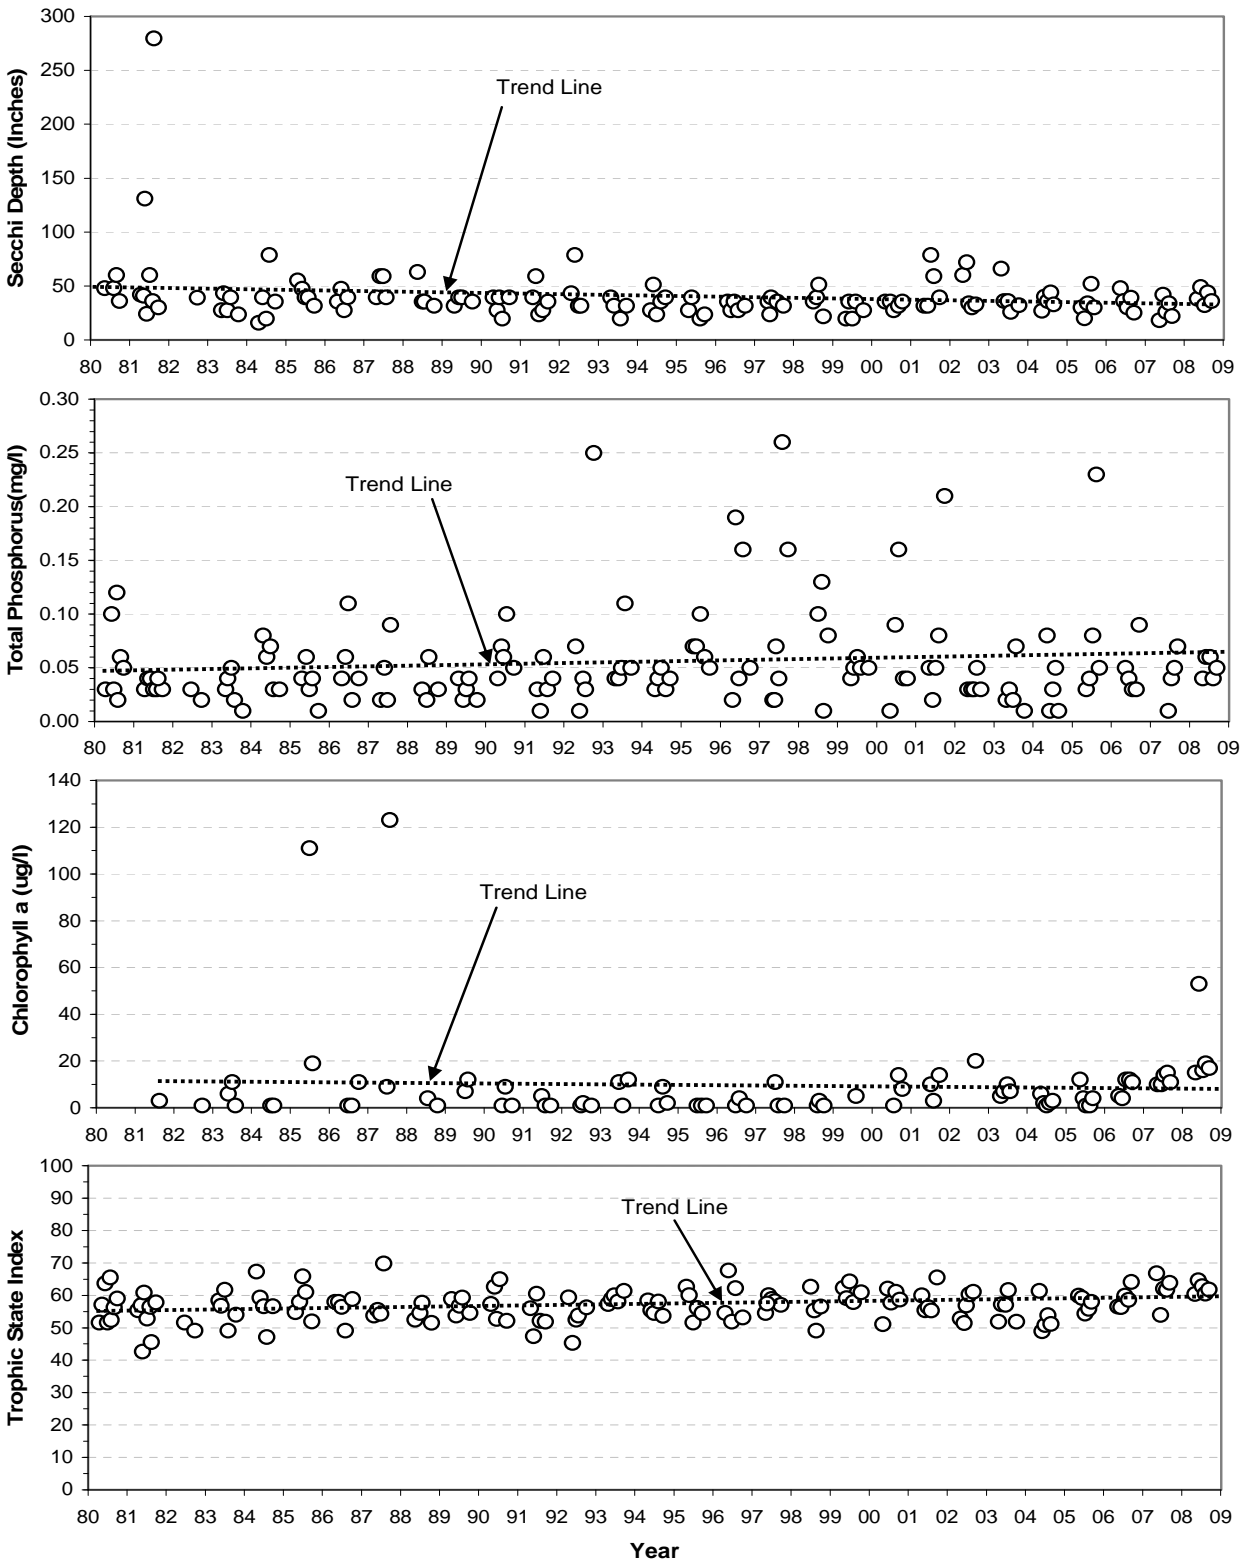 300
250
200
150
100
50
0
Secchi Depth (Inches)
Trend Line
80 81 82 83 84 85 86 87 88 89 90 91 92 93 94 95 96 97 98 99 00 01 02 03 04 05 06 07 08 09
0.30
0.25
0.20
0.15
0.10
0.05
0.00
Total Phosphorus(mg/l)
Trend Line
80 81 82 83 84 85 86 87 88 89 90 91 92 93 94 95 96 97 98 99 00 01 02 03 04 05 06 07 08 09
140
120
100
80
60
40
20
0
Chlorophyll a (ug/l)
Trend Line
80 81 82 83 84 85 86 87 88 89 90 91 92 93 94 95 96 97 98 99 00 01 02 03 04 05 06 07 08 09
100
90
80
70
60
50
40
30
20
10
0
Trophic State Index
Trend Line
80 81 82 83 84 85 86 87 88 89 90 91 92 93 94 95 96 97 98 99 00 01 02 03 04 05 06 07 08 09
Year